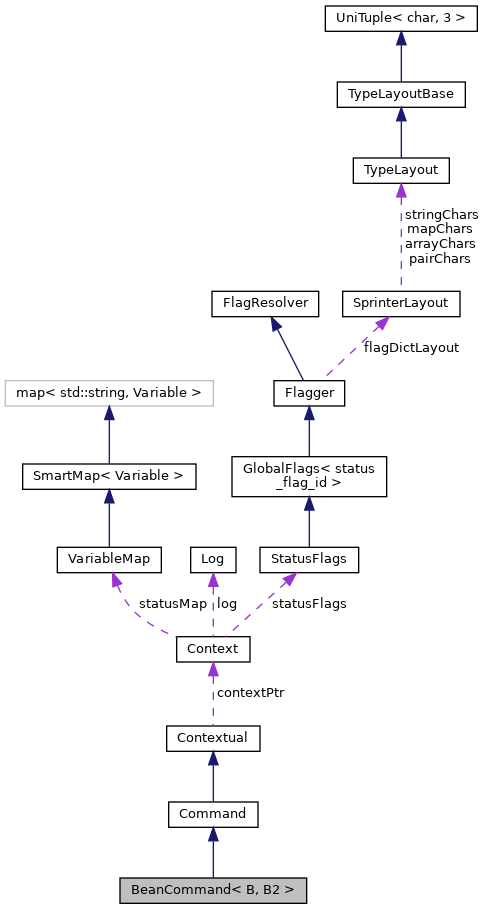 UniTuple< char, 3 >
TypeLayoutBase
TypeLayout
stringChars
mapChars
arrayChars
pairChars
FlagResolver
SprinterLayout
flagDictLayout
map< std::string, Variable >
Flagger
SmartMap< Variable >
GlobalFlags< status
_flag_id >
VariableMap
Log
StatusFlags
statusMap
log
statusFlags
Context
contextPtr
Contextual
Command
BeanCommand< B, B2 >